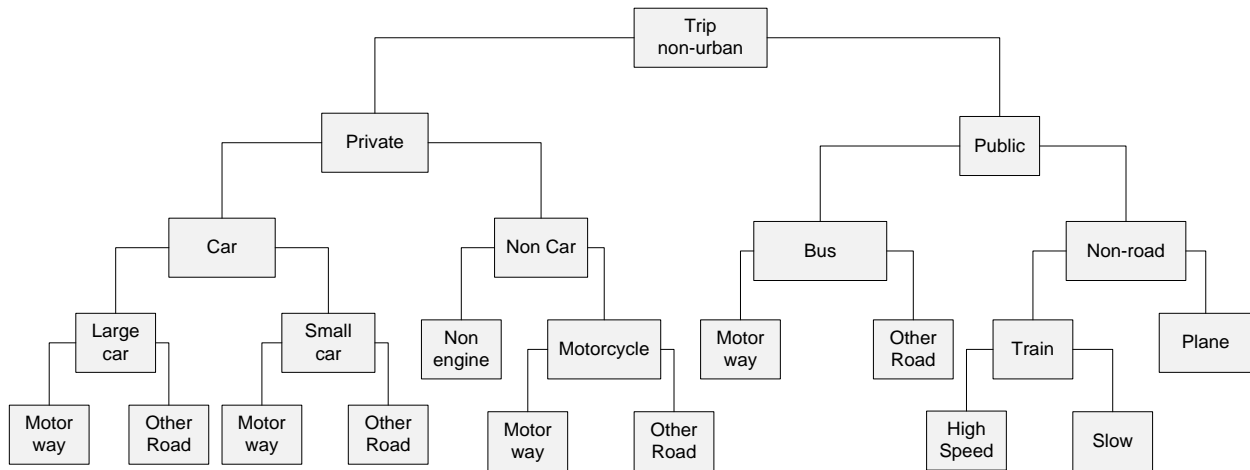 Trip
non-urban
Private
Public
Car
Non Car
Bus
Non-road
Large
car
Small
car
Non
engine
Motorcycle
Motor
way
Other
Road
Train
Plane
Motor
way
Other
Road
Motor
way
Other
Road
Motor
way
Other
Road
High
Speed
Slow